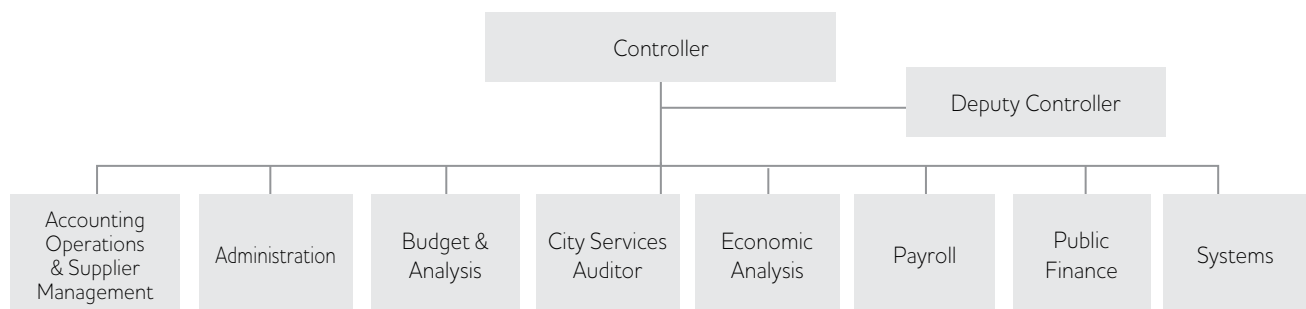 Controller
Deputy Controller
Accounting
Operations
& Supplier
Management
Administration
Budget &
Analysis
City Services
Auditor
Economic
Analysis
Payroll
Public
Finance
Systems